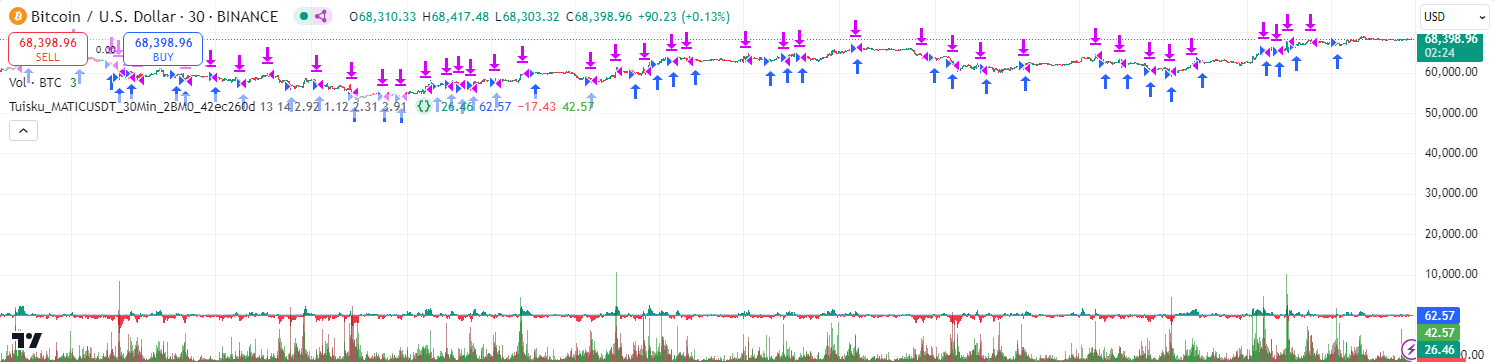 Bitcoin / U.S. Dollar · 30 · BINANCE O68,310.33 H68,417.48 L68,303.32 C68,398.96 +90.23 (+0.13%)
USD
68,398.96
SELL
0.00
68,398.96
BUY
68,398.96
02:24
Vol · BTC 3
60,000.00
Tuisku_MATICUSDT_30Min_2BM0_42ec260d 13 14 2.92 1.12 2.31 2.91 26.46 62.57 −17.43 42.57
50,000.00
40,000.00
30,000.00
20,000.00
10,000.00
62.57
42.57
26.46
0.00